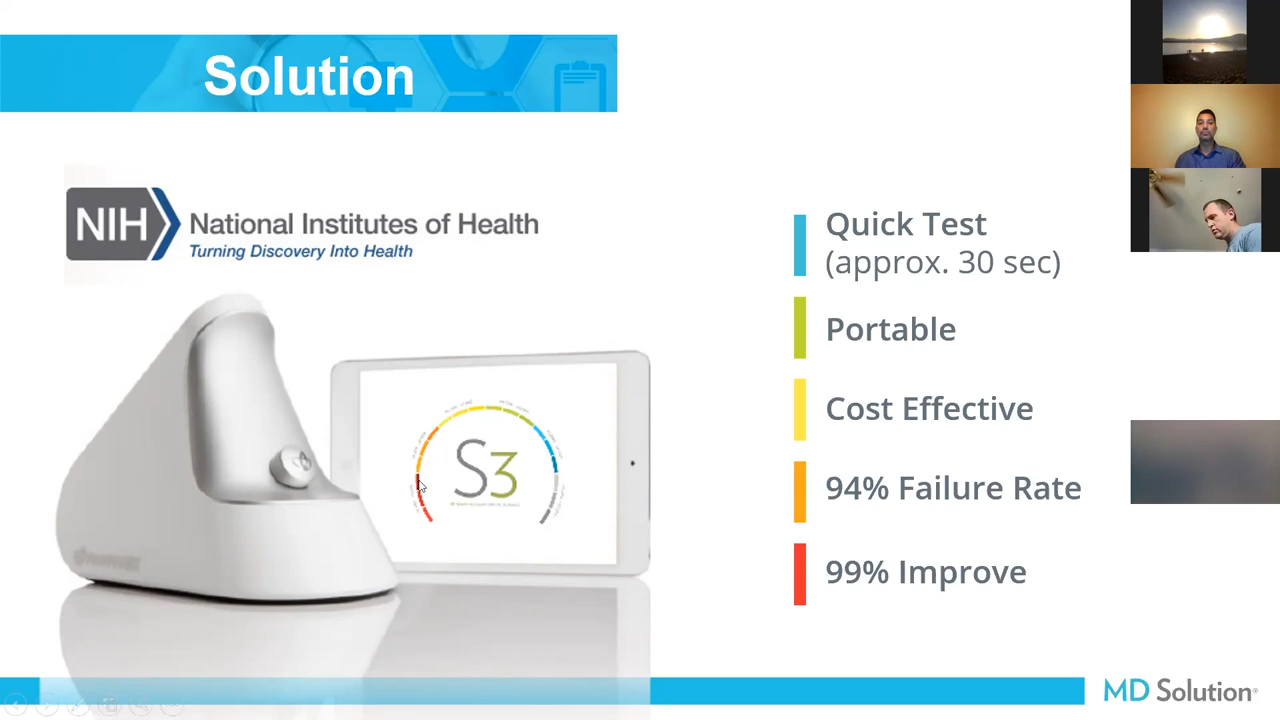 Solution
NIH
National Institutes of Health
Turning Discovery Into Health
S3
Quick Test
(approx. 30 sec)
Portable
Cost Effective
94% Failure Rate
99% Improve
MD Solution